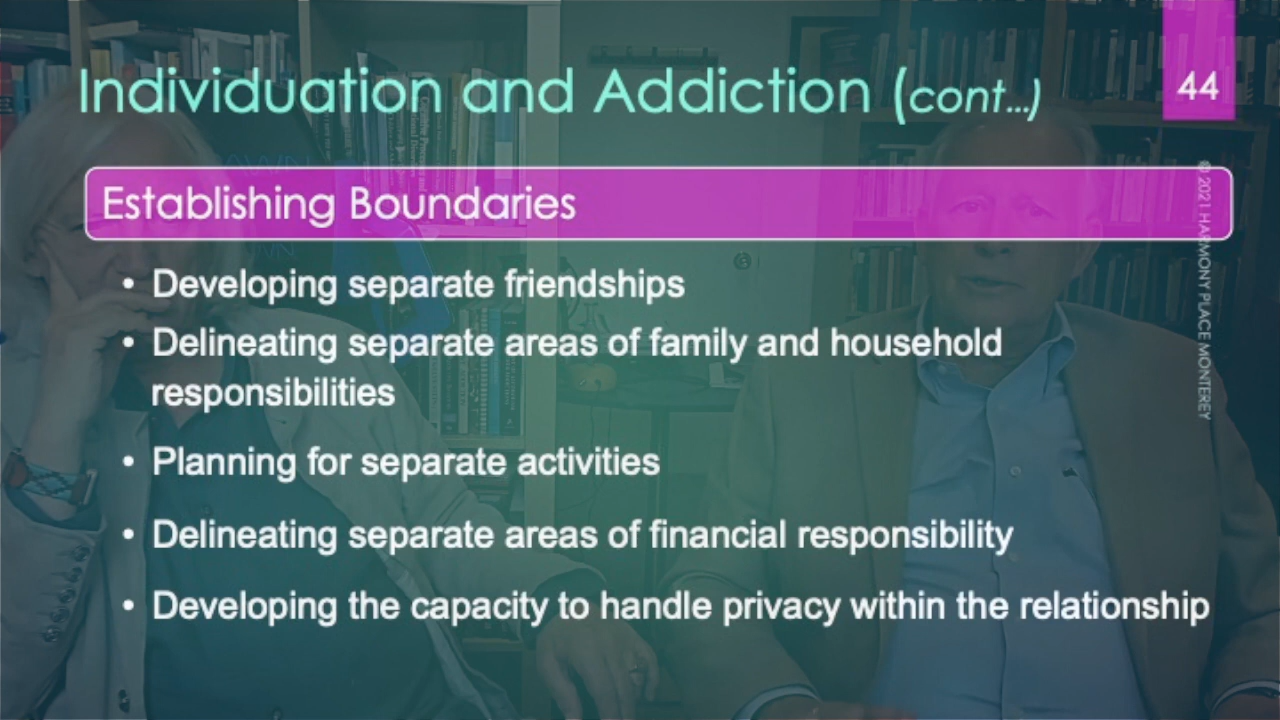 Individuation and Addiction (cont...)
44
Establishing Boundaries
• Developing separate friendships
• Delineating separate areas of family and household
responsibilities
• Planning for separate activities
• Delineating separate areas of financial responsibility
• Developing the capacity to handle privacy within the relationship
© 2021 HARMONY PLACE MONTEREY